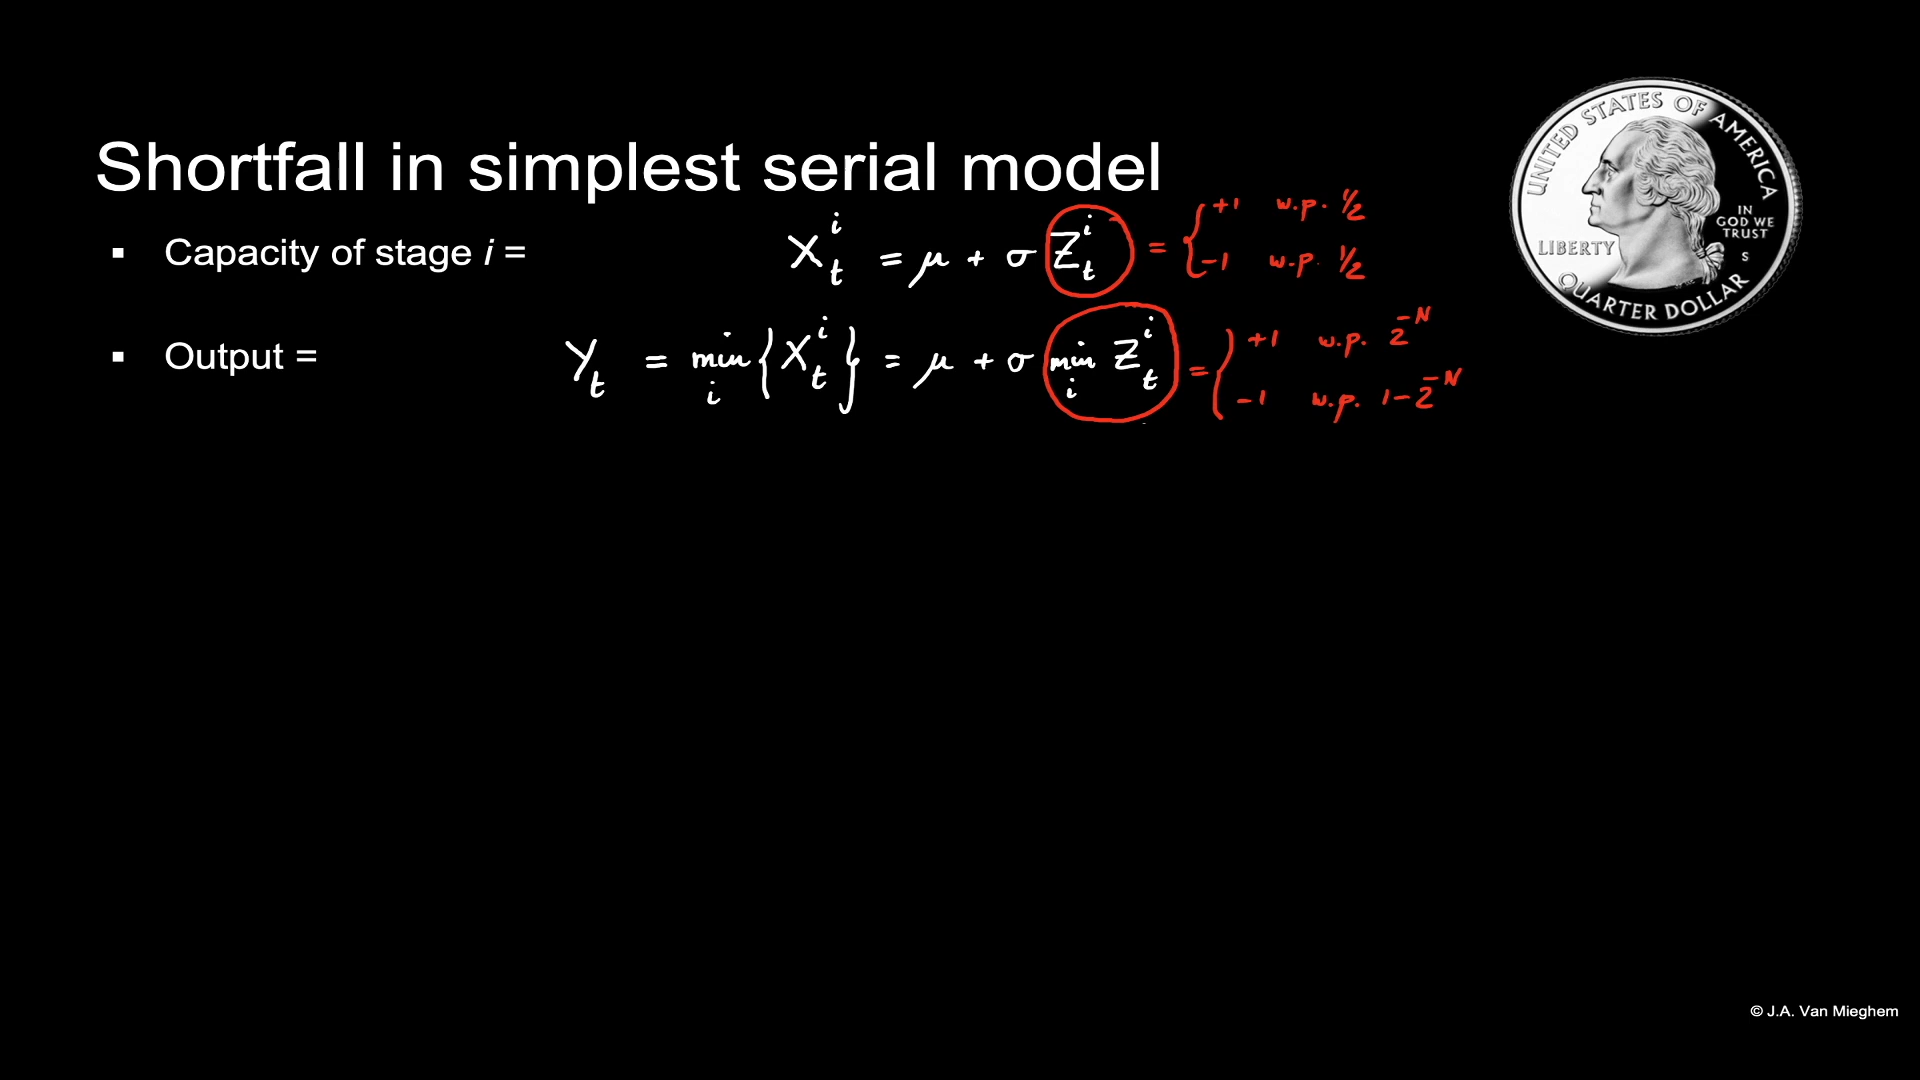 Shortfall in simplest serial model
UNITED STATES OF AMERICA
LIBERTY
IN
GOD WE
TRUST
S
QUARTER DOLLAR
▪ Capacity of stage i = X_t^i = μ + σ Z_t^i = { +1 w.p. 1/2
-1 w.p. 1/2
▪ Output = Y_t = min_i {X_t^i} = μ + σ min_i Z_t^i = { +1 w.p. 2^-N
-1 w.p. 1-2^-N
© J.A. Van Mieghem